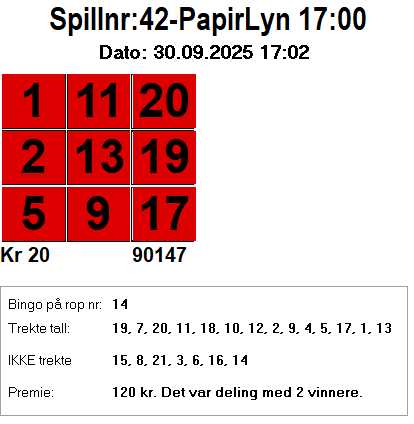 Spillnr:42-PapirLyn 17:00
Dato: 30.09.2025 17:02
1 11 20
2 13 19
5 9 17
Kr 20 90147
Bingo på rop nr: 14
Trekte tall: 19, 7, 20, 11, 18, 10, 12, 2, 9, 4, 5, 17, 1, 13
IKKE trekte 15, 8, 21, 3, 6, 16, 14
Premie: 120 kr. Det var deling med 2 vinnere.